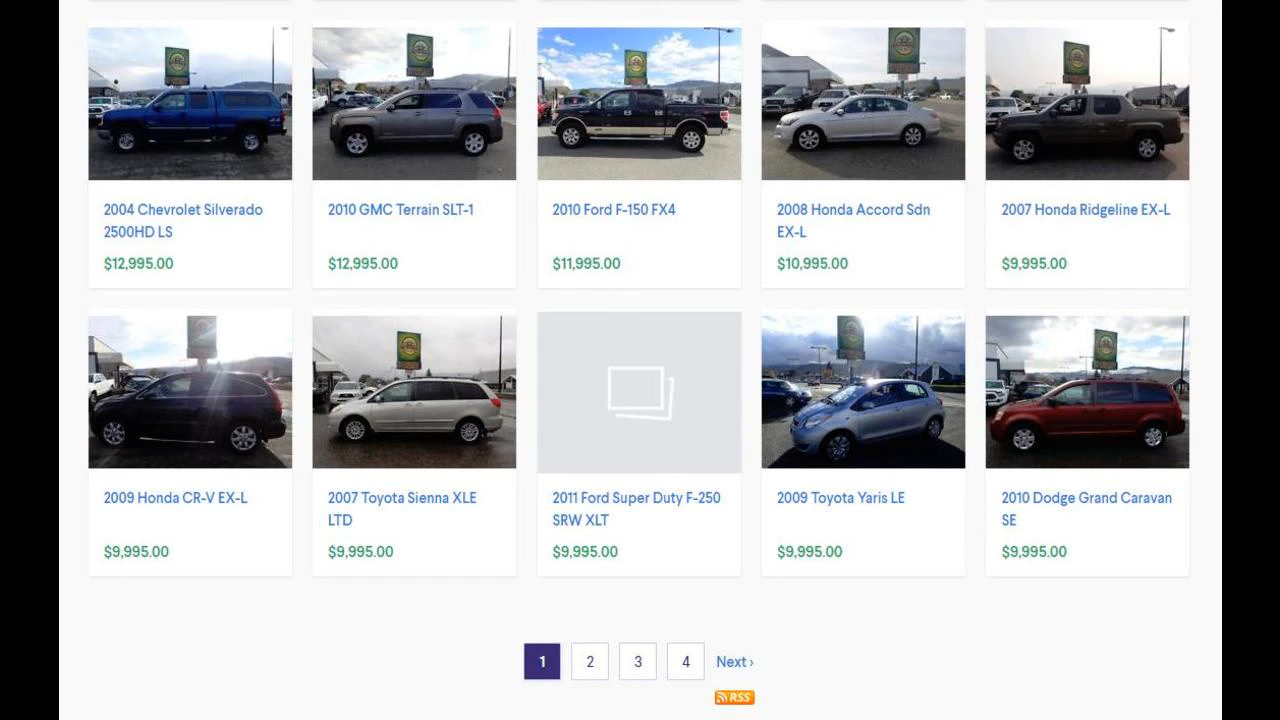 2004 Chevrolet Silverado
2500HD LS
$12,995.00
2010 GMC Terrain SLT-1
$12,995.00
2010 Ford F-150 FX4
$11,995.00
2008 Honda Accord Sdn
EX-L
$10,995.00
2007 Honda Ridgeline EX-L
$9,995.00
2009 Honda CR-V EX-L
$9,995.00
2007 Toyota Sienna XLE
LTD
$9,995.00
2011 Ford Super Duty F-250
SRW XLT
$9,995.00
2009 Toyota Yaris LE
$9,995.00
2010 Dodge Grand Caravan
SE
$9,995.00
1 2 3 4 Next ›
RSS